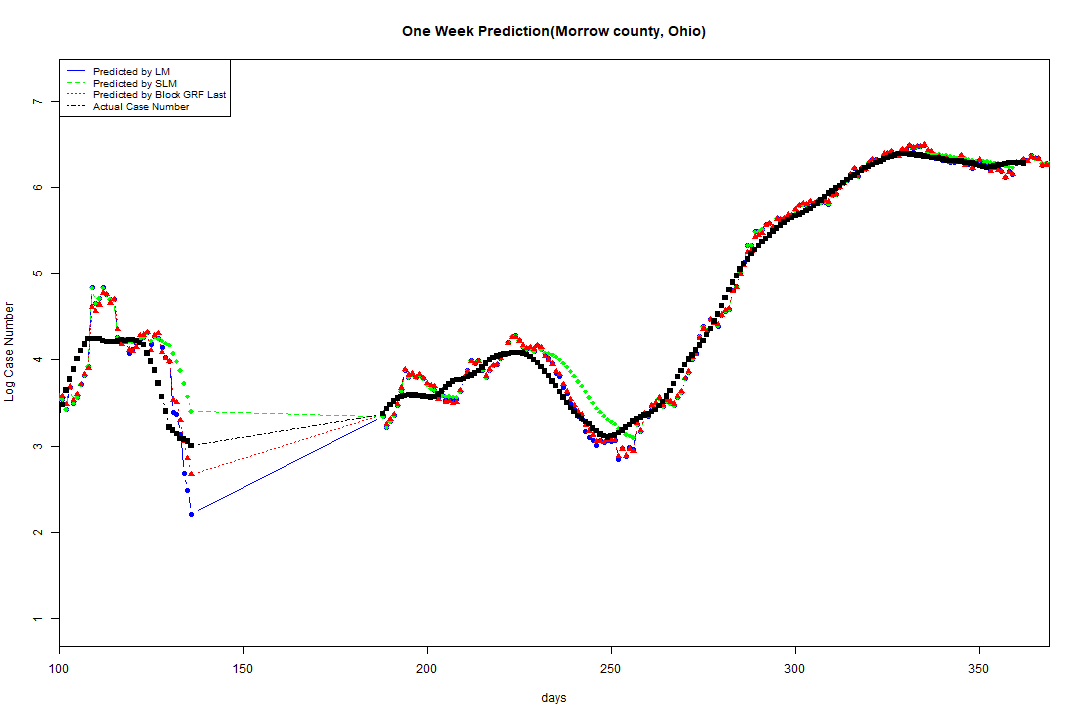 One Week Prediction(Morrow county, Ohio)
Predicted by LM
Predicted by SLM
Predicted by Block GRF Last
Actual Case Number
Log Case Number
7
6
5
4
3
2
1
100 150 200 250 300 350
days